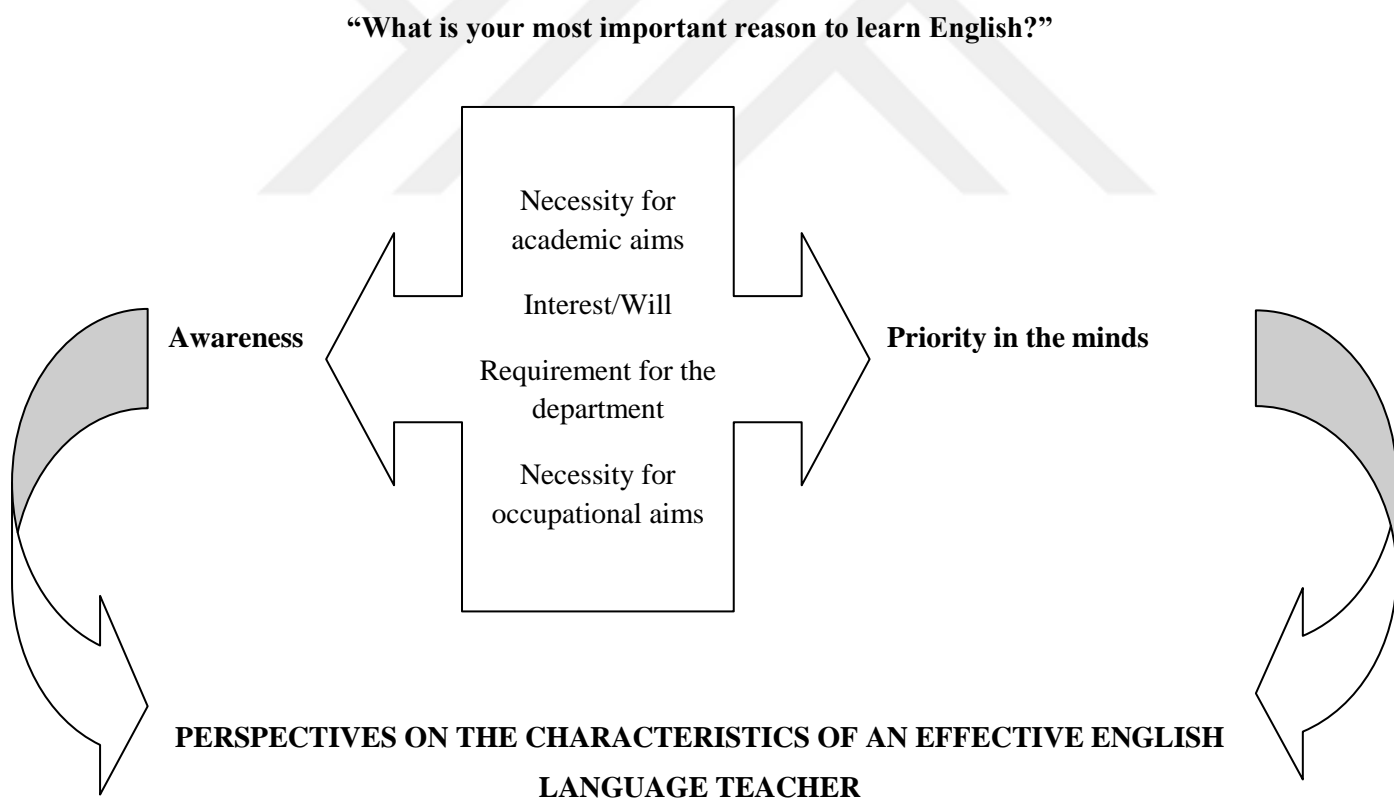 “What is your most important reason to learn English?”
Necessity for
academic aims
Interest/Will
Awareness
Priority in the minds
Requirement for the
department
Necessity for
occupational aims
PERSPECTIVES ON THE CHARACTERISTICS OF AN EFFECTIVE ENGLISH
LANGUAGE TEACHER